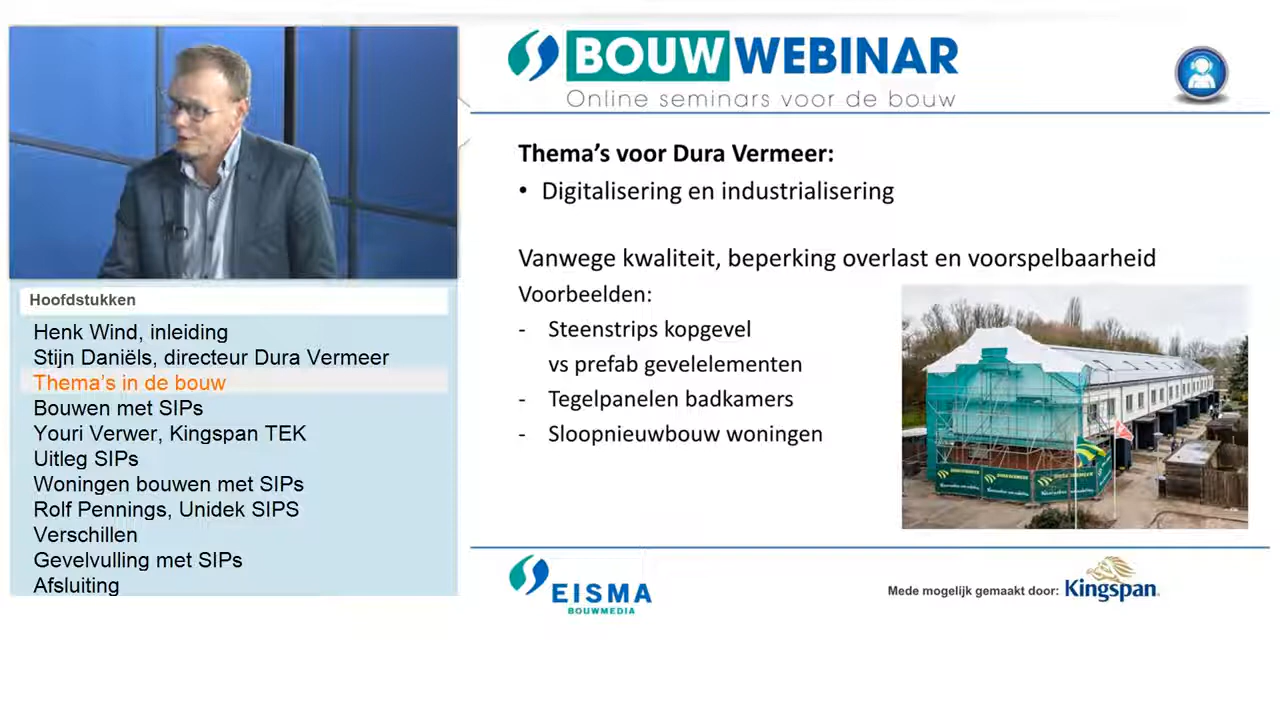 BOUW WEBINAR
Online seminars voor de bouw
Thema’s voor Dura Vermeer:
• Digitalisering en industrialisering
Vanwege kwaliteit, beperking overlast en voorspelbaarheid
Voorbeelden:
- Steenstrips kopgevel
vs prefab gevelelementen
- Tegelpanelen badkamers
- Sloopnieuwbouw woningen
Hoofdstukken
Henk Wind, inleiding
Stijn Daniëls, directeur Dura Vermeer
Thema’s in de bouw
Bouwen met SIPs
Youri Verwer, Kingspan TEK
Uitleg SIPs
Woningen bouwen met SIPs
Rolf Pennings, Unidek SIPS
Verschillen
Gevelvulling met SIPs
Afsluiting
EISMA
BOUWMEDIA
Mede mogelijk gemaakt door: Kingspan.